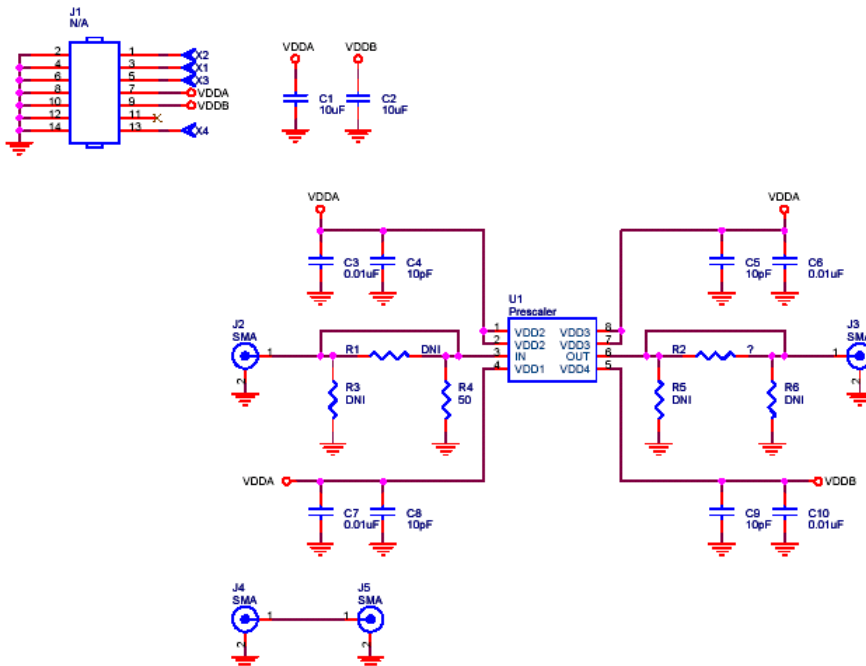 J1
N/A
2 1 X2
4 3 X1
6 5 X3
8 7 VDDA
10 9 VDDB
12 11
14 13 X4
VDDA VDDB
C1 C2
10uF 10uF
VDDA VDDA
C3 C4 C5 C6
0.01uF 10pF 10pF 0.01uF
U1
Prescaler
J2 J3
SMA SMA
1 VDD2 VDD3 8
2 VDD2 VDD3 7
1 R1 DNI 3 IN OUT 6 R2 ? 1
4 VDD1 VDD4 5
2 2
R3 R4 R5 R6
DNI 50 DNI DNI
VDDA VDDB
C7 C8 C9 C10
0.01uF 10pF 10pF 0.01uF
J4 J5
SMA SMA
1 1
2 2